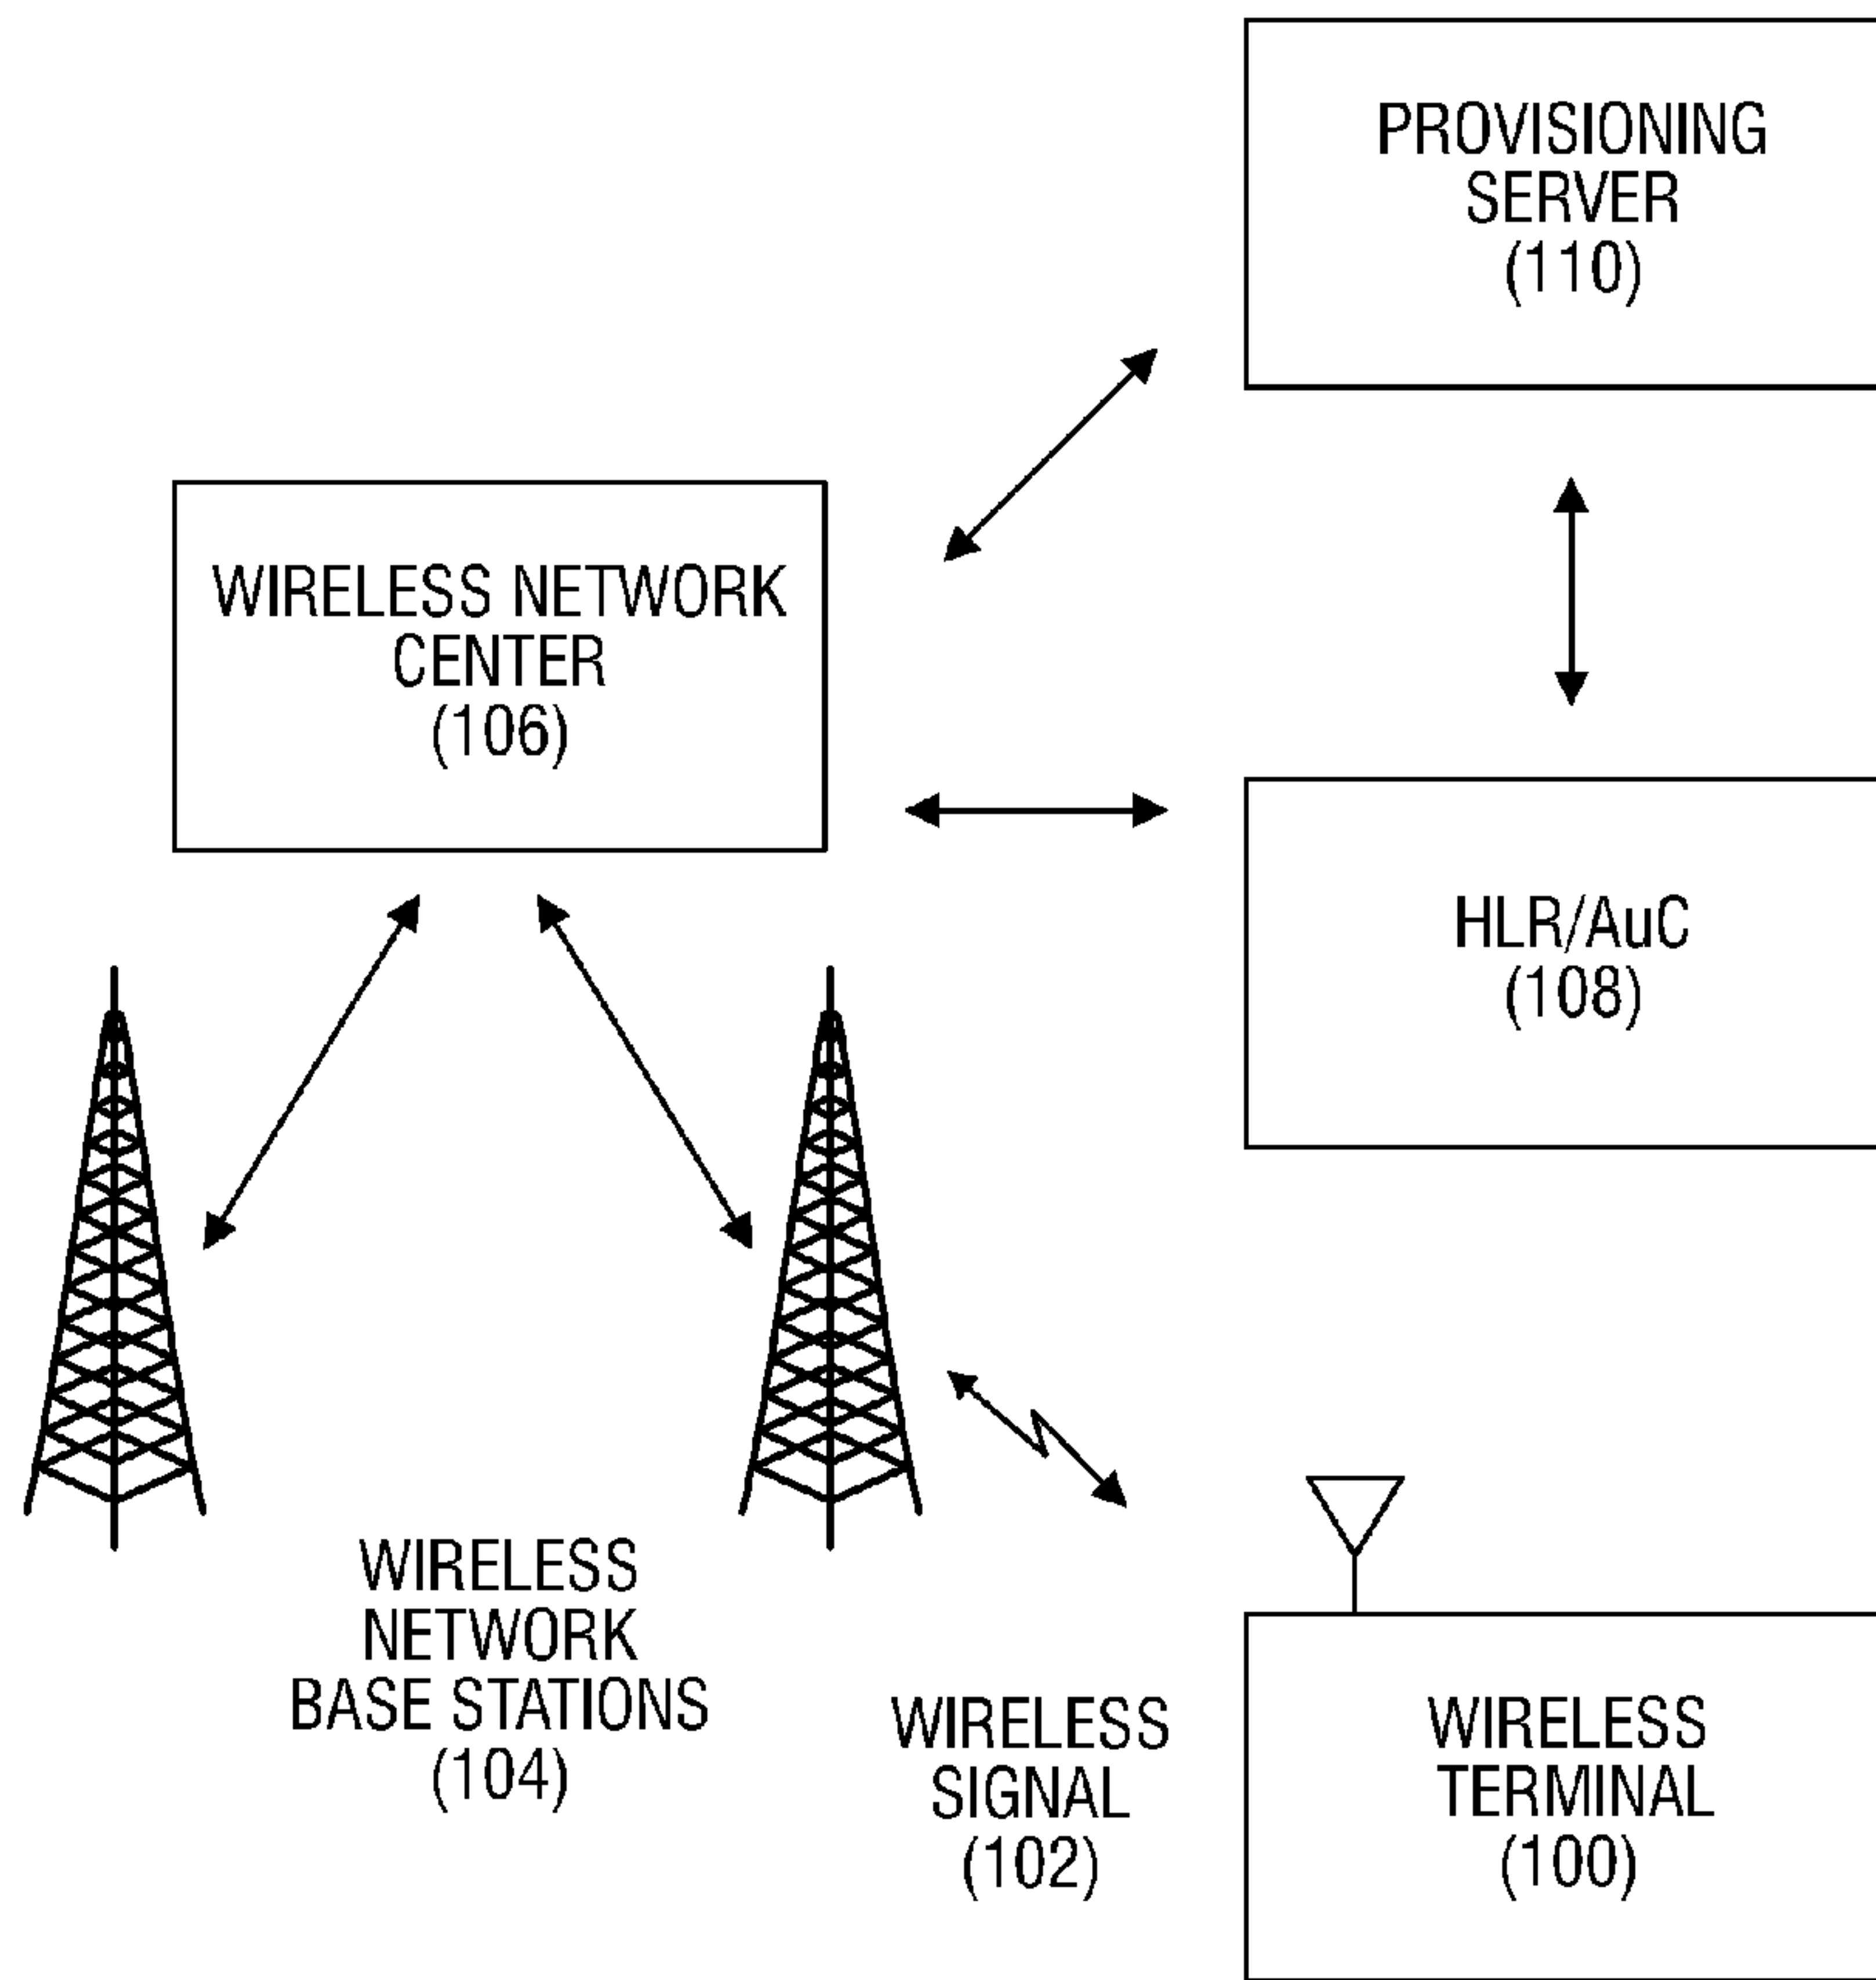 PROVISIONING
SERVER
(110)
WIRELESS NETWORK
CENTER
(106)
HLR/AuC
(108)
WIRELESS
NETWORK
BASE STATIONS
(104)
WIRELESS
SIGNAL
(102)
WIRELESS
TERMINAL
(100)